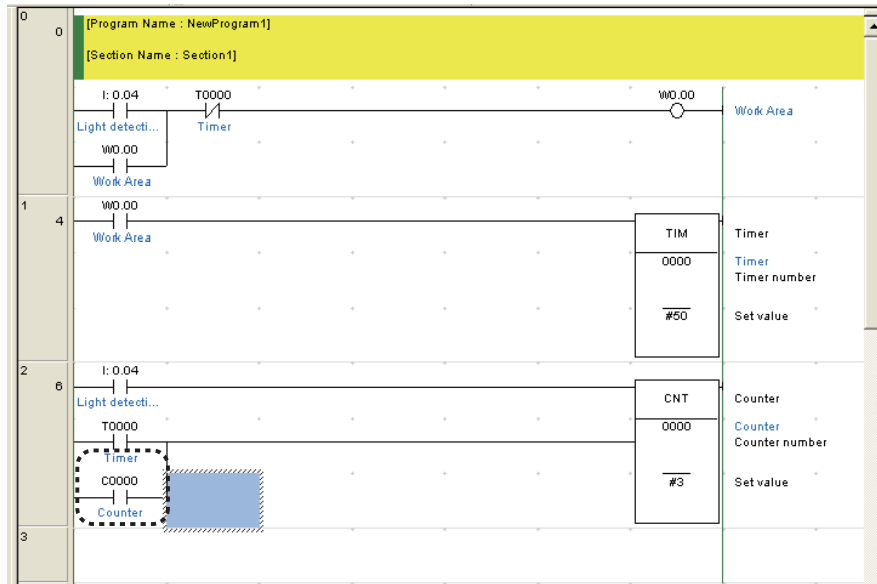 0
0
[Program Name : NewProgram1]
[Section Name : Section1]
I: 0.04
T0000
W0.00
Light detecti...
Timer
Work Area
W0.00
Work Area
1
4
W0.00
Work Area
TIM
Timer
0000
Timer
Timer number
#50
Set value
2
6
I: 0.04
Light detecti...
CNT
Counter
T0000
Timer
0000
Counter
Counter number
C0000
Counter
#3
Set value
3